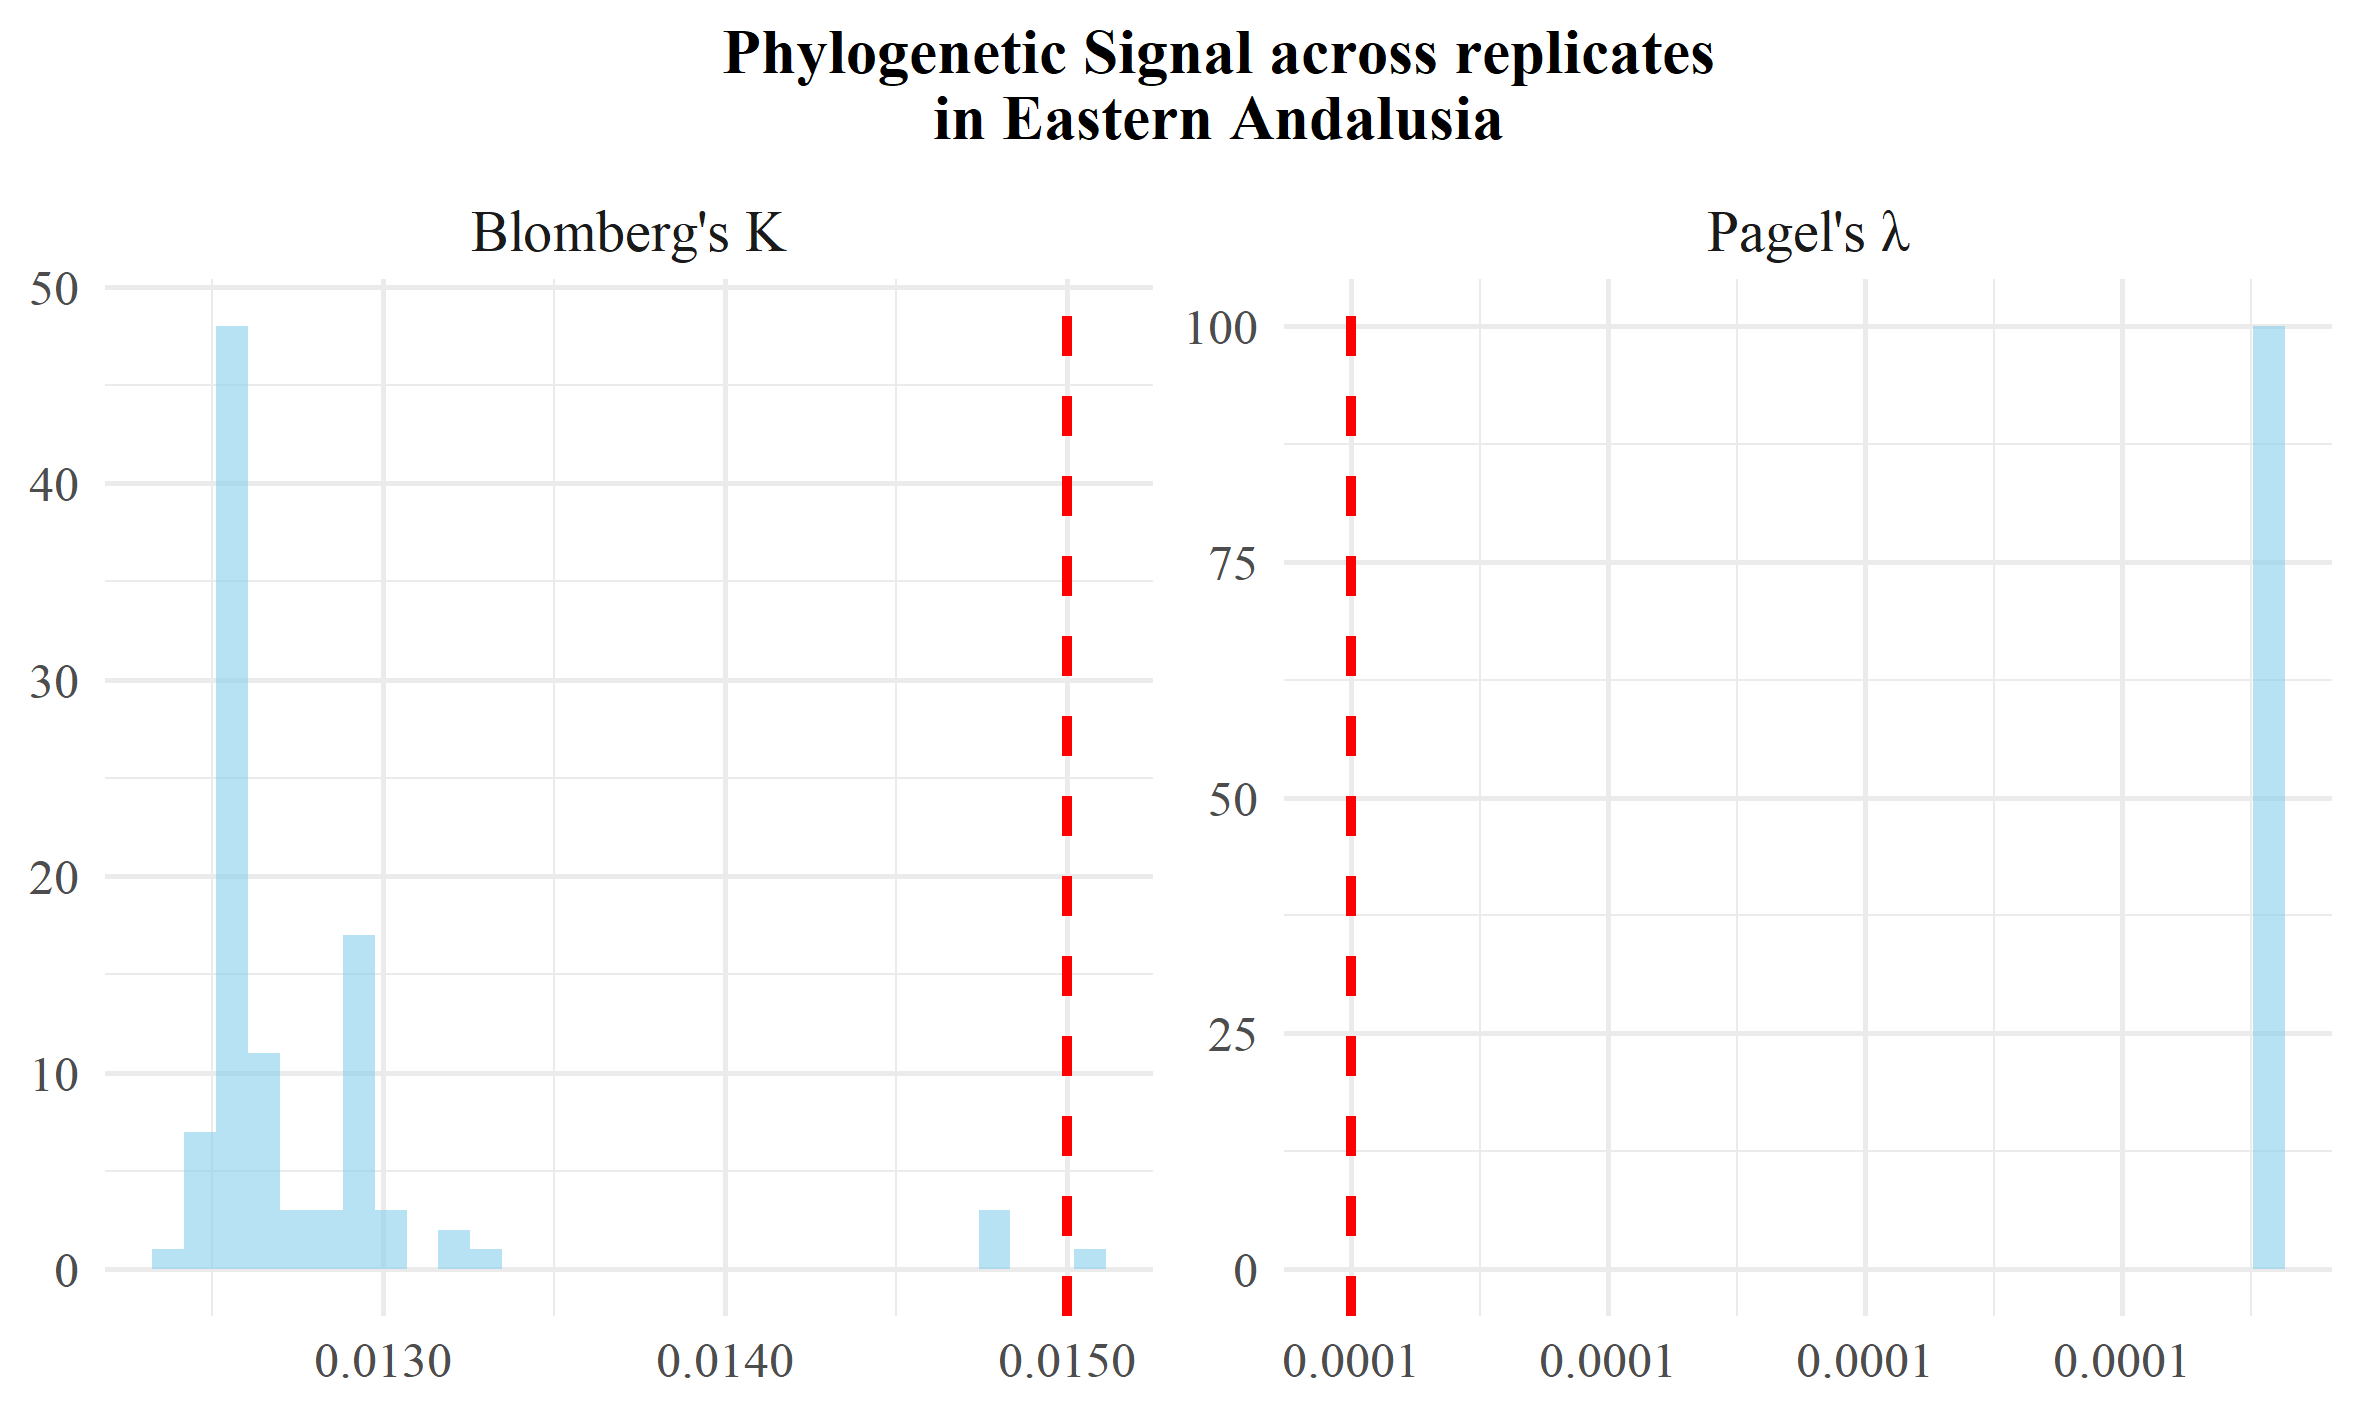 Phylogenetic Signal across replicates
in Eastern Andalusia
Blomberg's K
50
40
30
20
10
0
0.0130 0.0140 0.0150
Pagel's λ
100
75
50
25
0
0.0001 0.0001 0.0001 0.0001